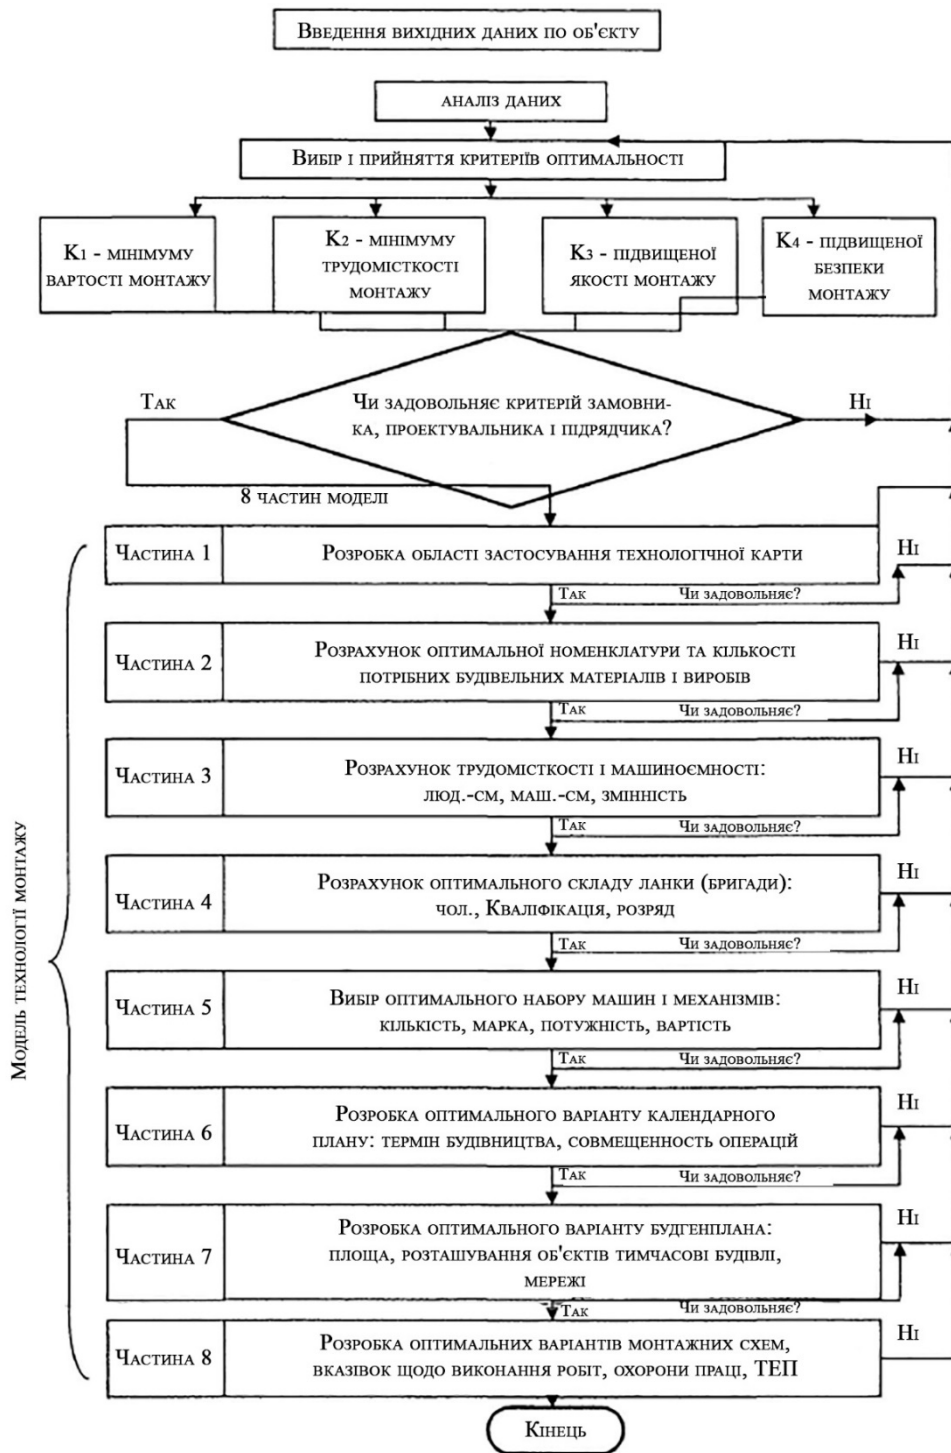 Введення вихідних даних по об'єкту
аналіз даних
Вибір і прийняття критеріїв оптимальності
К1 - мінімуму
вартості монтажу
К2 - мінімуму
трудомісткості
монтажу
К3 - підвищеної
якості монтажу
К4 - підвищеної
безпеки
монтажу
Так
Чи задовольняє критерій замовни-
ка, проектувальника і підрядчика?
Ні
8 частин моделі
Модель технології монтажу
Частина 1
Розробка області застосування технологічної карти
Ні
Так
Чи задовольняє?
Частина 2
Розрахунок оптимальної номенклатури та кількості
потрібних будівельних матеріалів і виробів
Ні
Так
Чи задовольняє?
Частина 3
Розрахунок трудомісткості і машиноємності:
люд.-см, маш.-см, змінність
Ні
Так
Чи задовольняє?
Частина 4
Розрахунок оптимального складу ланки (бригади):
чол., Кваліфікація, розряд
Ні
Так
Чи задовольняє?
Частина 5
Вибір оптимального набору машин і механізмів:
кількість, марка, потужність, вартість
Ні
Так
Чи задовольняє?
Частина 6
Розробка оптимального варіанту календарного
плану: термін будівництва, совмещенность операцій
Ні
Так
Чи задовольняє?
Частина 7
Розробка оптимального варіанту будгенплана:
площа, розташування об'єктів тимчасові будівлі,
мережі
Ні
Так
Чи задовольняє?
Частина 8
Розробка оптимальних варіантів монтажних схем,
вказівок щодо виконання робіт, охорони праці, ТЕП
Ні
Кінець